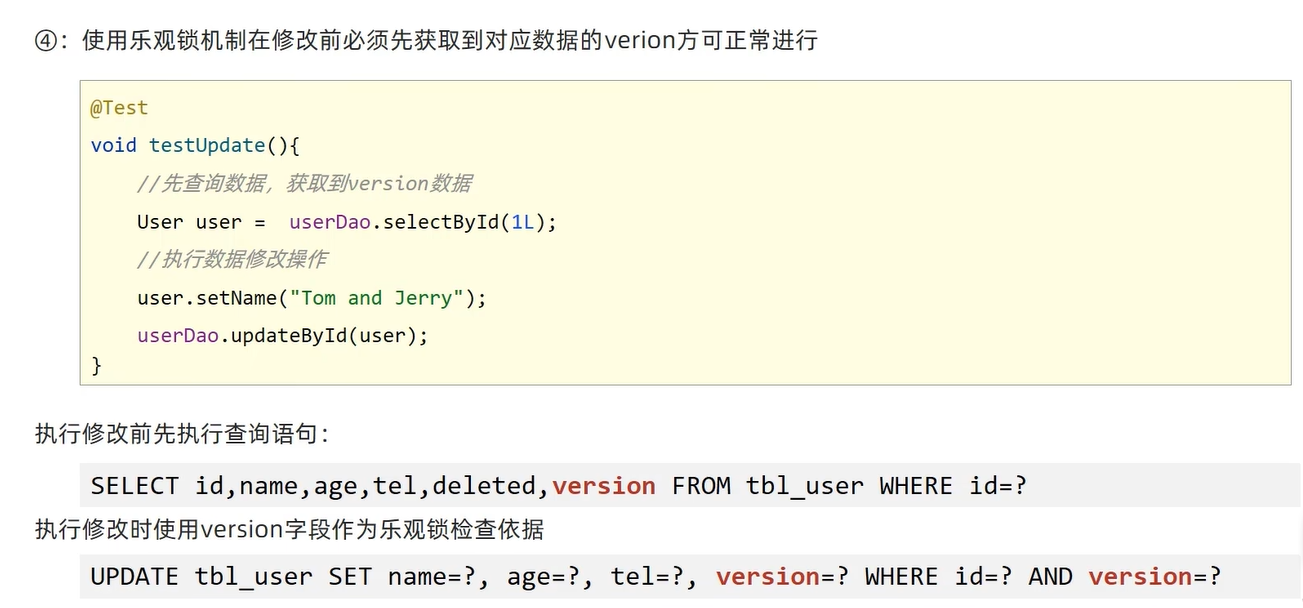 ④：使用乐观锁机制在修改前必须先获取到对应数据的verion方可正常进行
@Test
void testUpdate(){
//先查询数据，获取到version数据
User user =  userDao.selectById(1L);
//执行数据修改操作
user.setName("Tom and Jerry");
userDao.updateById(user);
}
执行修改前先执行查询语句：
SELECT id,name,age,tel,deleted,version FROM tbl_user WHERE id=?
执行修改时使用version字段作为乐观锁检查依据
UPDATE tbl_user SET name=?, age=?, tel=?, version=? WHERE id=? AND version=?